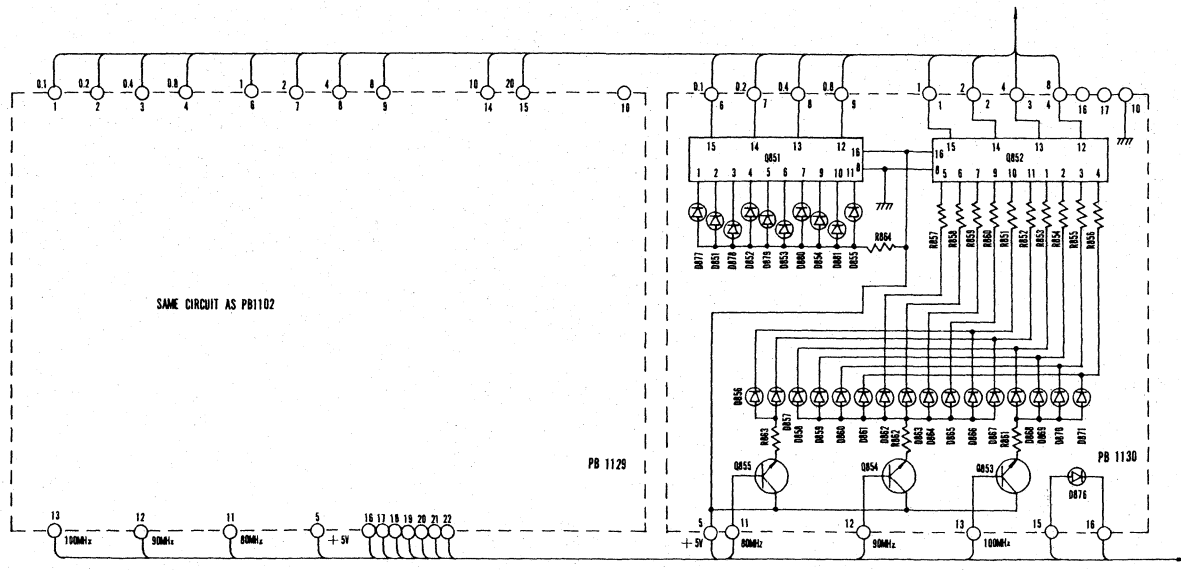 0.1 0.2 0.4 0.8 1 2 4 8 10 20
1 2 3 4 6 7 8 9 14 15 10
SAME CIRCUIT AS PB1102
PB 1129
13 12 11 5 16 17 18 19 20 21 22
100MHz 90MHz 80MHz + 5V
0.1 0.2 0.4 0.8 1 2 4 8
6 7 8 9 1 2 3 4 16 17 10
15 14 13 12 16
Q851 8
1 2 3 4 5 6 7 9 10 11
15 14 13 12
16 Q852
8 5 6 7 9 10 11 1 2 3 4
R857 R858 R859 R860 R851 R852 R853 R854 R855 R856
R864
D877 D851 D878 D852 D879 D853 D880 D854 D881 D855
D856 D857 D858 D859 D860 D861 D862 D863 D864 D865 D866 D867 D868 D869 D870 D871
R863 R862 R861
Q855 Q854 Q853
PB 1130
D876
5 11 12 13 15 16
+ 5V 80MHz 90MHz 100MHz